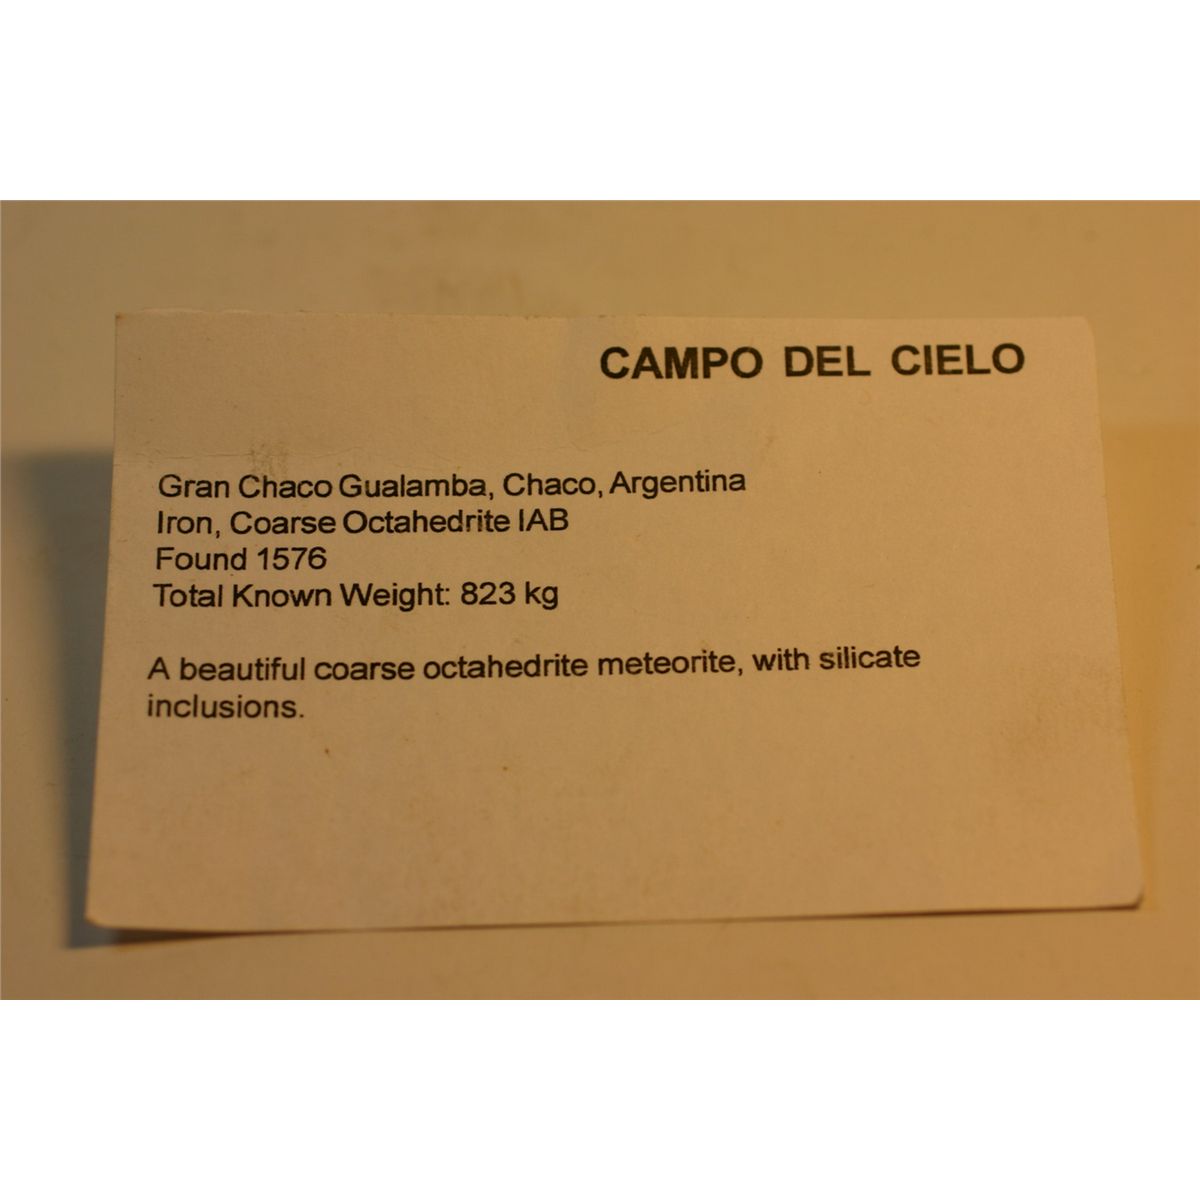 CAMPO DEL CIELO
Gran Chaco Gualamba, Chaco, Argentina
Iron, Coarse Octahedrite IAB
Found 1576
Total Known Weight: 823 kg
A beautiful coarse octahedrite meteorite, with silicate
inclusions.